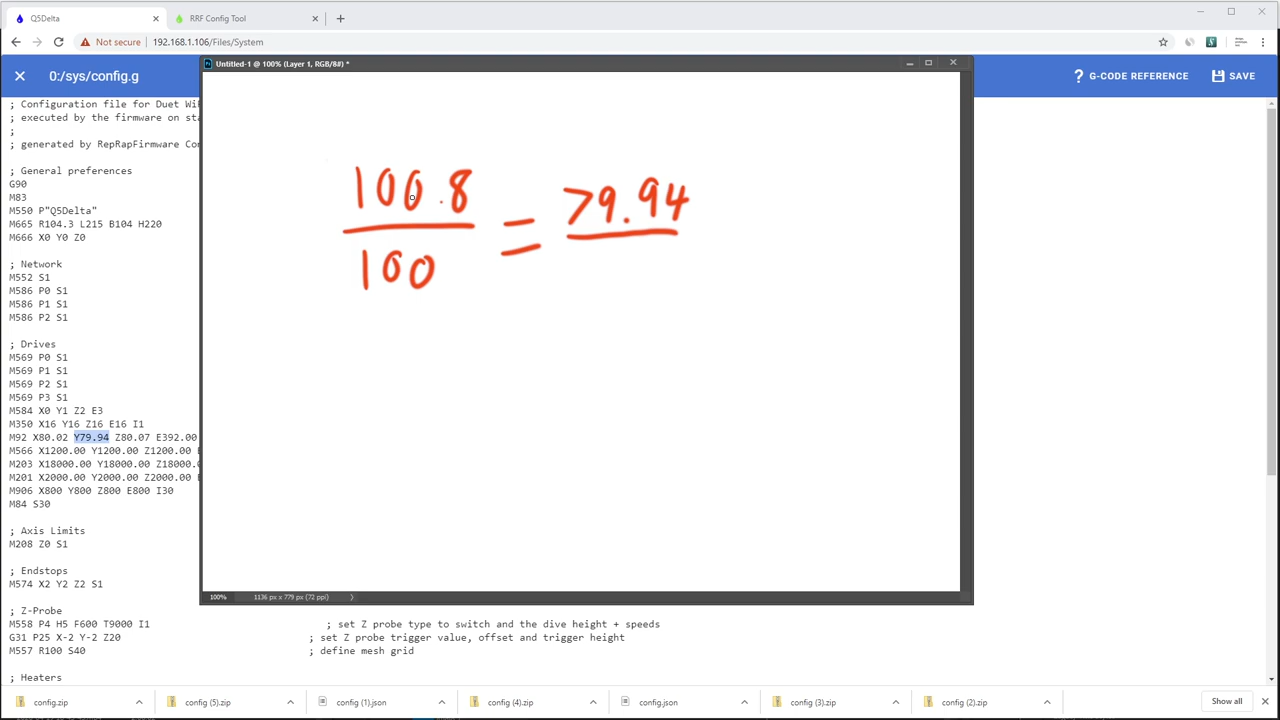 Q5Delta
RRF Config Tool
Not secure 192.168.1.106/Files/System
0:/sys/config.g
G-CODE REFERENCE
SAVE
Untitled-1 @ 100% (Layer 1, RGB/8#) *
; Configuration file for Duet WiF
; executed by the firmware on sta
;
; generated by RepRapFirmware Con
; General preferences
G90
M83
M550 P"Q5Delta"
M665 R104.3 L215 B104 H220
M666 X0 Y0 Z0
; Network
M552 S1
M586 P0 S1
M586 P1 S1
M586 P2 S1
; Drives
M569 P0 S1
M569 P1 S1
M569 P2 S1
M569 P3 S1
M584 X0 Y1 Z2 E3
M350 X16 Y16 Z16 E16 I1
M92 X80.02 Y79.94 Z80.07 E392.00
M566 X1200.00 Y1200.00 Z1200.00 E
M203 X18000.00 Y18000.00 Z18000.0
M201 X2000.00 Y2000.00 Z2000.00 E
M906 X800 Y800 Z800 E800 I30
M84 S30
; Axis Limits
M208 Z0 S1
; Endstops
M574 X2 Y2 Z2 S1
; Z-Probe
M558 P4 H5 F600 T9000 I1 ; set Z probe type to switch and the dive height + speeds
G31 P25 X-2 Y-2 Z20 ; set Z probe trigger value, offset and trigger height
M557 R100 S40 ; define mesh grid
; Heaters
100.8
100
=
79.94
100% 1136 px x 779 px (72 ppi)
config.zip
config (5).zip
config (1).json
config (4).zip
config.json
config (3).zip
config (2).zip
Show all